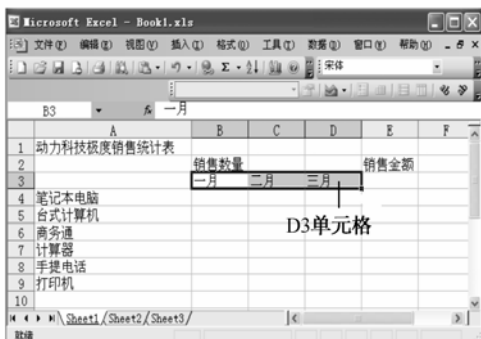 Microsoft Excel - Book1.xls
文件(F) 编辑(E) 视图(V) 插入(I) 格式(O) 工具(T) 数据(D) 窗口(W) 帮助(H)
宋体
B3 fx 一月
A B C D E F
1 动力科技极度销售统计表
2 销售数量 销售金额
3 一月 二月 三月
4 笔记本电脑
5 台式计算机
6 商务通
7 计算器
8 手提电话
9 打印机
10
D3单元格
Sheet1 Sheet2 Sheet3
就绪